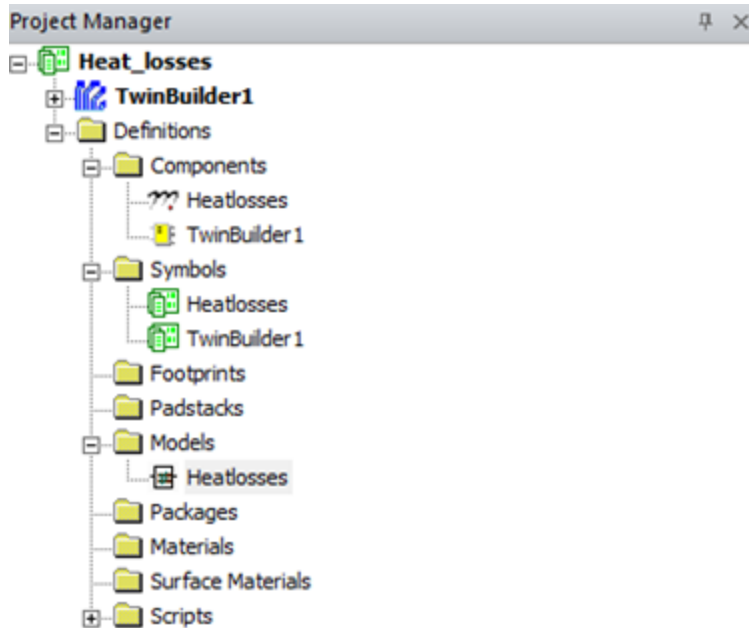 Project Manager
Heat_losses
TwinBuilder1
Definitions
Components
Heatlosses
TwinBuilder1
Symbols
Heatlosses
TwinBuilder1
Footprints
Padstacks
Models
Heatlosses
Packages
Materials
Surface Materials
Scripts